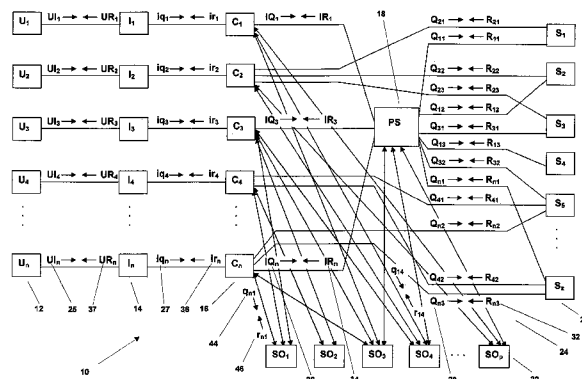 U1 UI1 UR1 I1 iq1 ir1 C1 IQ1 IR1 18 Q21 R21 S1
Q11 R11
U2 UI2 UR2 I2 iq2 ir2 C2 Q22 R22 S2
Q23 R23
Q12 R12
U3 UI3 UR3 I3 iq3 ir3 C3 IQ3 IR3 PS Q31 R31 S3
Q13 R13 S4
Q32 R32
U4 UI4 UR4 I4 iq4 ir4 C4 Qn1 Rn1
Q41 R41 S5
Qn2 Rn2
Un UIn URn In iqn irn Cn IQn IRn q14 Q42 R42 Sz
Qn3 Rn3
12 25 37 14 27 36 16 qn1 r14 32
44 24
10 46 rn1 SO1 SO2 SO3 SO4 SOp